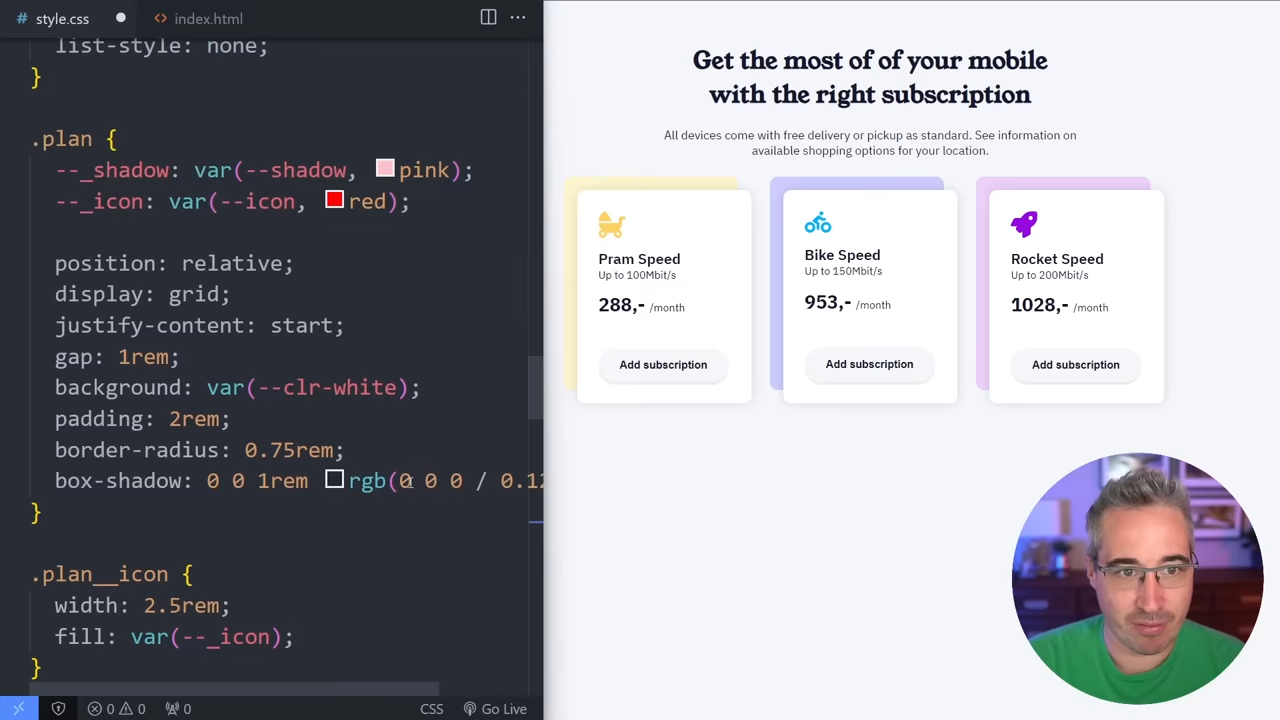 style.css
index.html
list-style: none;
}
.plan {
--_shadow: var(--shadow, pink);
--_icon: var(--icon, red);
position: relative;
display: grid;
justify-content: start;
gap: 1rem;
background: var(--clr-white);
padding: 2rem;
border-radius: 0.75rem;
box-shadow: 0 0 1rem rgb(0 0 0 / 0.12
}
.plan__icon {
width: 2.5rem;
fill: var(--_icon);
}
0 0 0 CSS Go Live
Get the most of of your mobile
with the right subscription
All devices come with free delivery or pickup as standard. See information on
available shopping options for your location.
Pram Speed
Up to 100Mbit/s
288,- /month
Add subscription
Bike Speed
Up to 150Mbit/s
953,- /month
Add subscription
Rocket Speed
Up to 200Mbit/s
1028,- /month
Add subscription